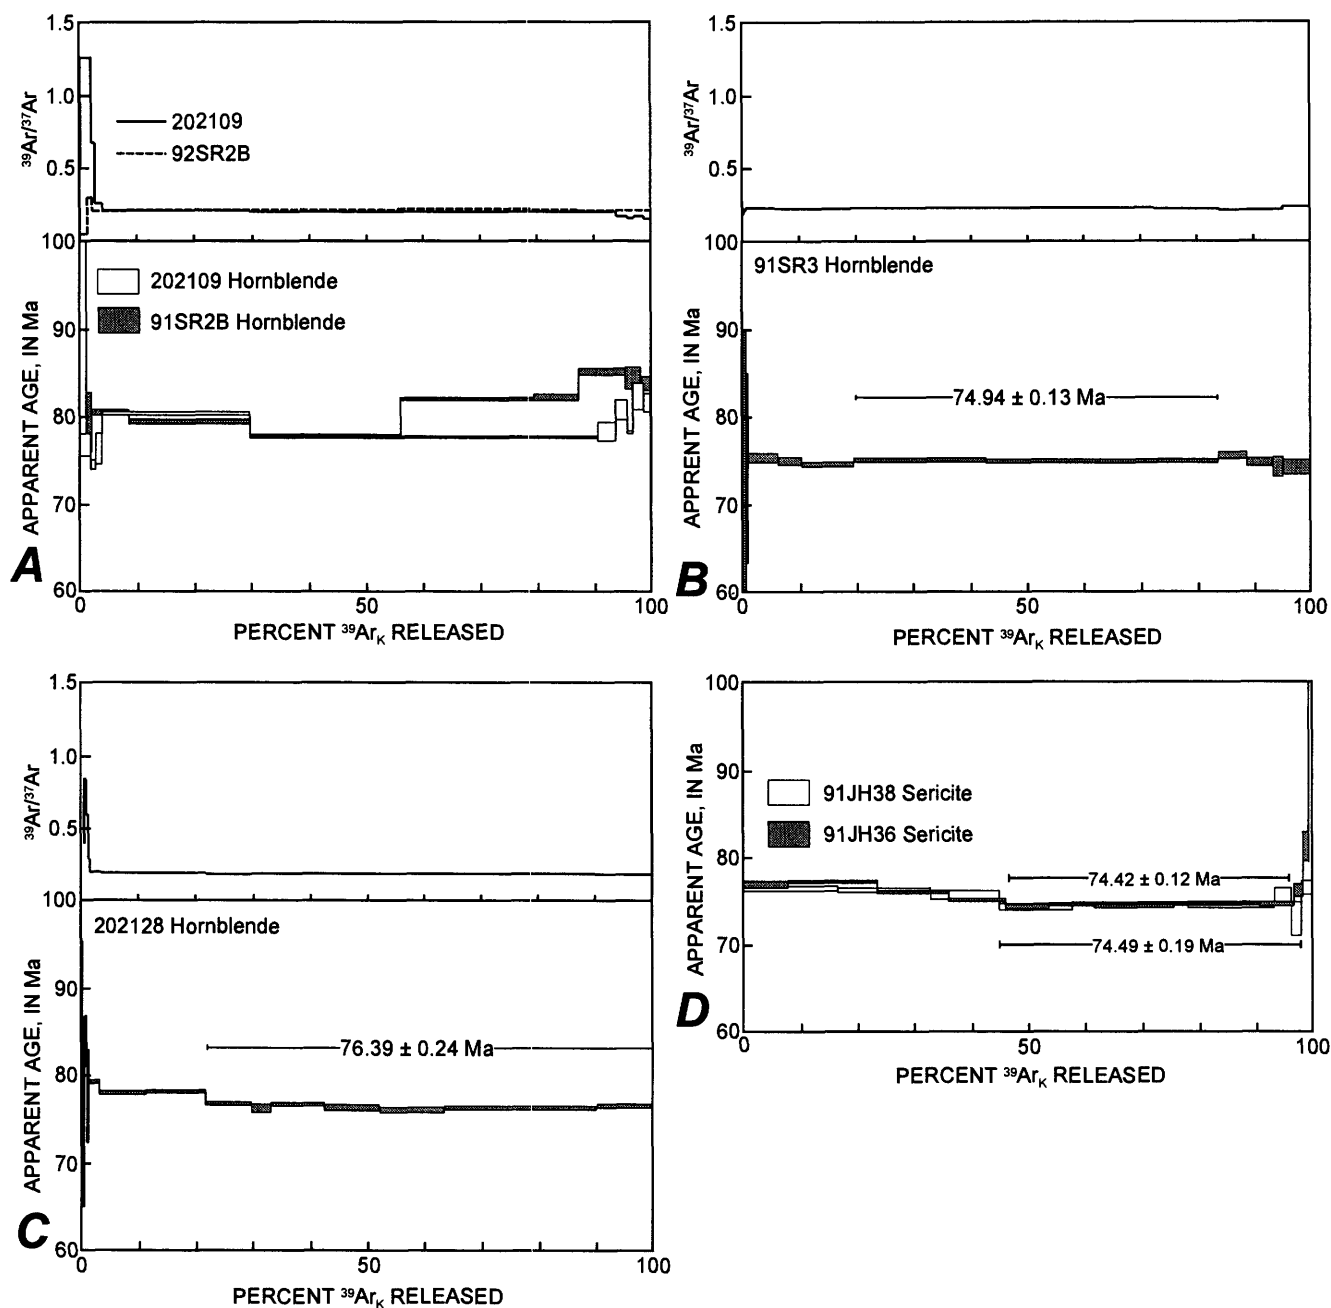 1.5
1.0
0.5
³⁹Ar/³⁷Ar
202109
92SR2B
100
90
80
70
60
APPARENT AGE, IN Ma
202109 Hornblende
91SR2B Hornblende
A
0
50
100
PERCENT ³⁹Ar_K RELEASED
1.5
1.0
0.5
³⁹Ar/³⁷Ar
100
90
80
70
60
APPRENT AGE, IN Ma
91SR3 Hornblende
74.94 ± 0.13 Ma
B
0
50
100
PERCENT ³⁹Ar_K RELEASED
1.5
1.0
0.5
³⁹Ar/³⁷Ar
100
90
80
70
60
APPARENT AGE, IN Ma
202128 Hornblende
76.39 ± 0.24 Ma
C
0
50
100
PERCENT ³⁹Ar_K RELEASED
100
90
80
70
60
APPARENT AGE, IN Ma
91JH38 Sericite
91JH36 Sericite
74.42 ± 0.12 Ma
74.49 ± 0.19 Ma
D
0
50
100
PERCENT ³⁹Ar_K RELEASED